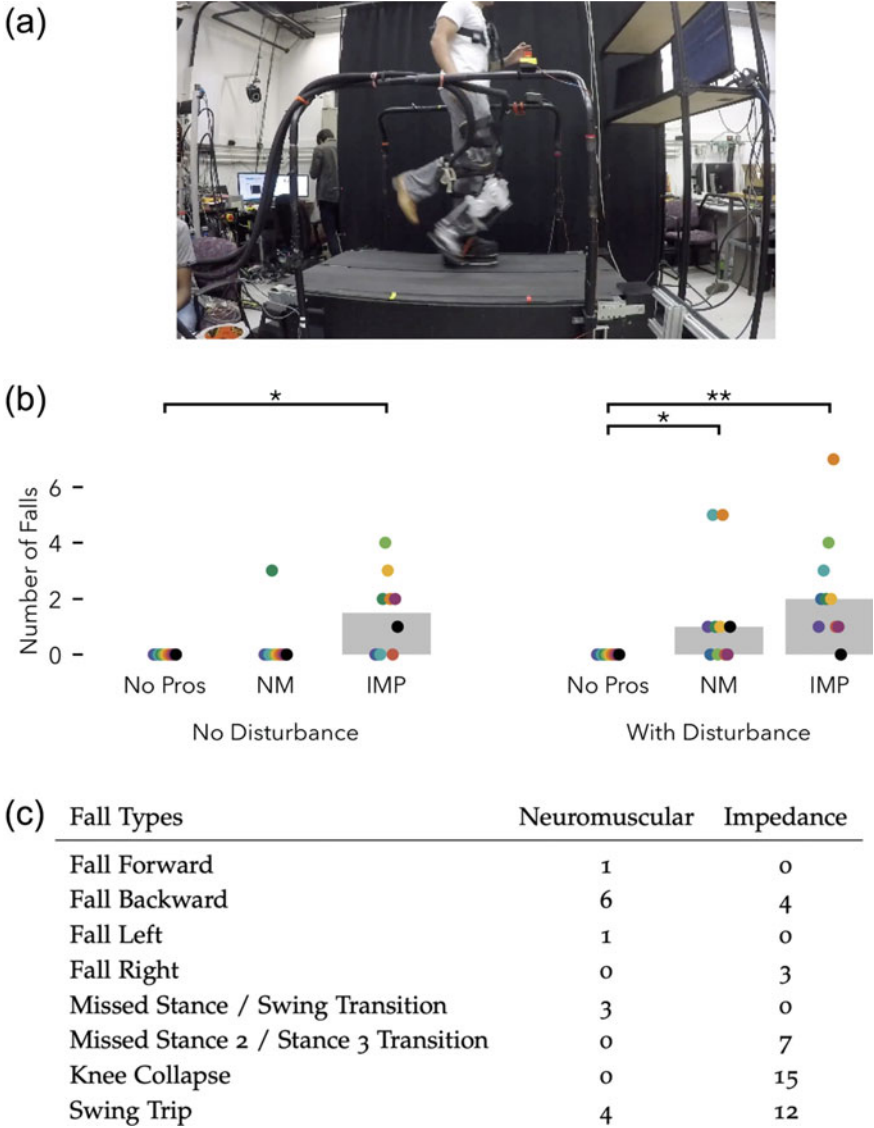 (a)
(b)
* **
*
Number of Falls
6
4
2
0
No Pros NM IMP No Pros NM IMP
No Disturbance With Disturbance
(c)
Fall Types Neuromuscular Impedance
Fall Forward 1 0
Fall Backward 6 4
Fall Left 1 0
Fall Right 0 3
Missed Stance / Swing Transition 3 0
Missed Stance 2 / Stance 3 Transition 0 7
Knee Collapse 0 15
Swing Trip 4 12